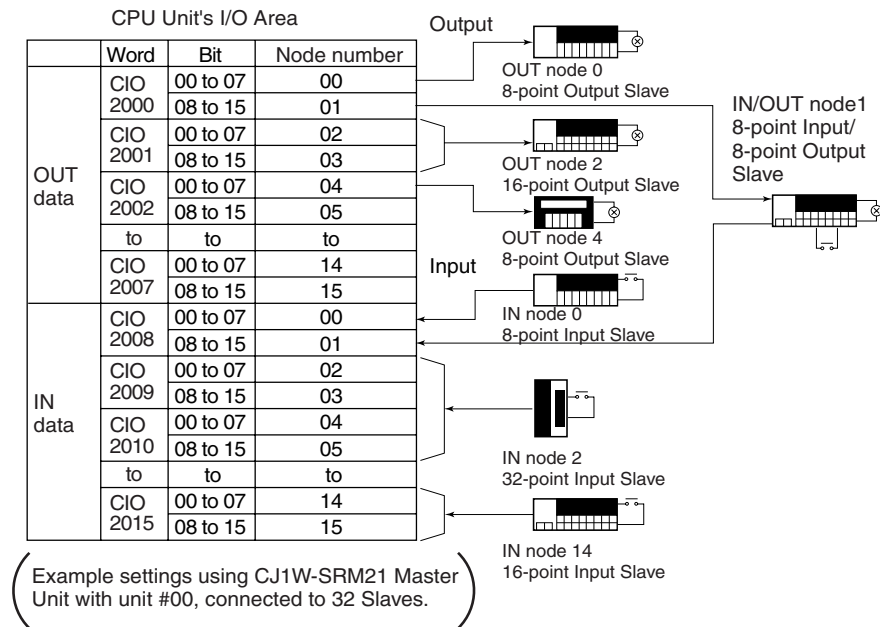 CPU Unit's I/O Area
Word Bit Node number
OUT data
CIO 2000 00 to 07 00
08 to 15 01
CIO 2001 00 to 07 02
08 to 15 03
CIO 2002 00 to 07 04
08 to 15 05
to to to
CIO 2007 00 to 07 14
08 to 15 15
IN data
CIO 2008 00 to 07 00
08 to 15 01
CIO 2009 00 to 07 02
08 to 15 03
CIO 2010 00 to 07 04
08 to 15 05
to to to
CIO 2015 00 to 07 14
08 to 15 15
Output
OUT node 0
8-point Output Slave
OUT node 2
16-point Output Slave
OUT node 4
8-point Output Slave
Input
IN node 0
8-point Input Slave
IN node 2
32-point Input Slave
IN node 14
16-point Input Slave
IN/OUT node1
8-point Input/
8-point Output
Slave
Example settings using CJ1W-SRM21 Master
Unit with unit #00, connected to 32 Slaves.